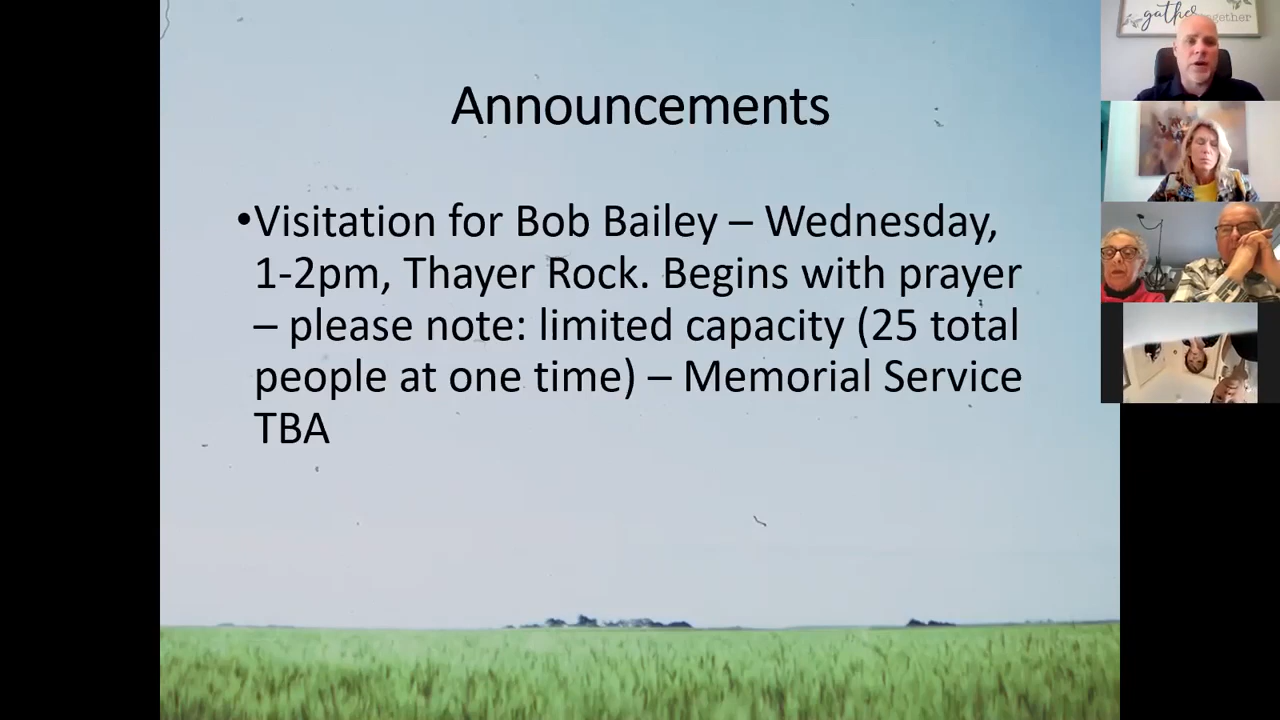 gather together
Announcements
•Visitation for Bob Bailey – Wednesday,
1-2pm, Thayer Rock. Begins with prayer
– please note: limited capacity (25 total
people at one time) – Memorial Service
TBA